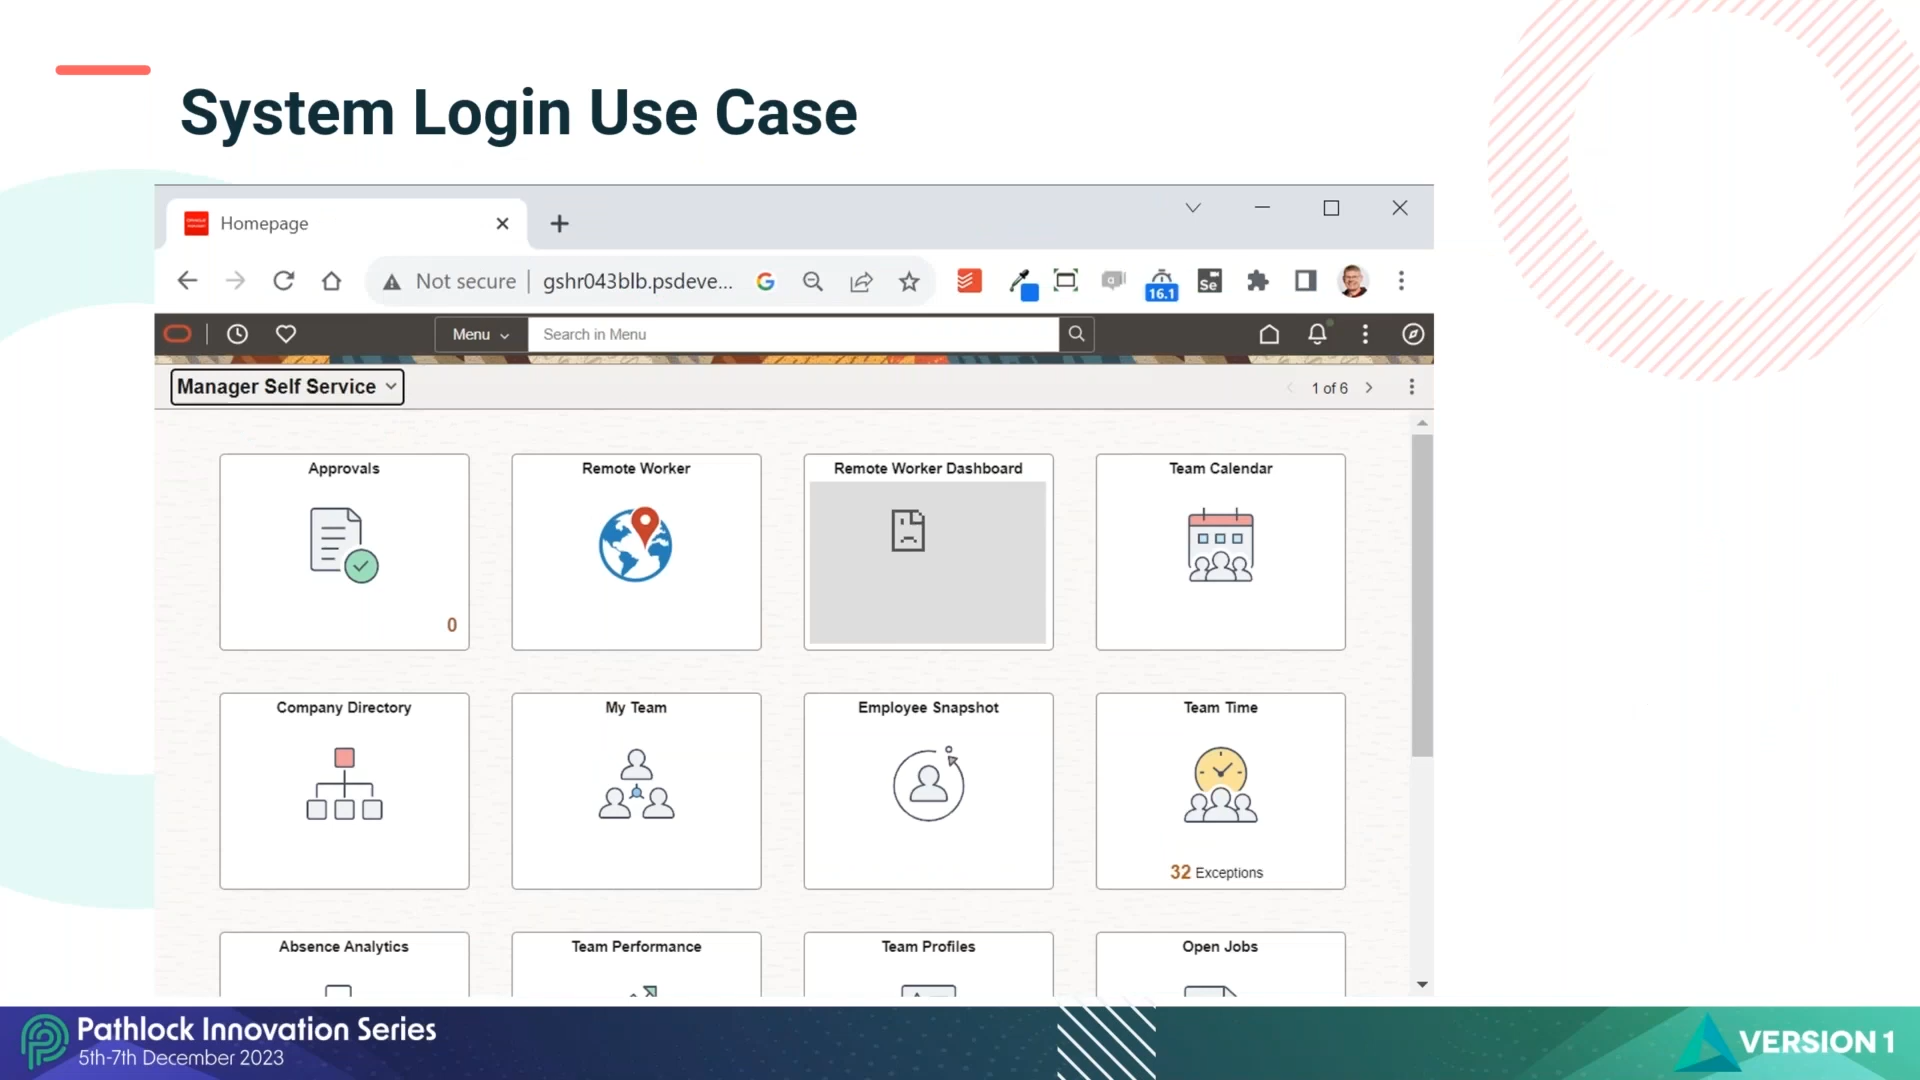 System Login Use Case
Homepage
Not secure
gshr043blb.psdeve...
16.1
Se
Menu
Search in Menu
Manager Self Service
1 of 6
Approvals
Remote Worker
Remote Worker Dashboard
Team Calendar
0
Company Directory
My Team
Employee Snapshot
Team Time
32 Exceptions
Absence Analytics
Team Performance
Team Profiles
Open Jobs
Pathlock Innovation Series
5th-7th December 2023
VERSION 1